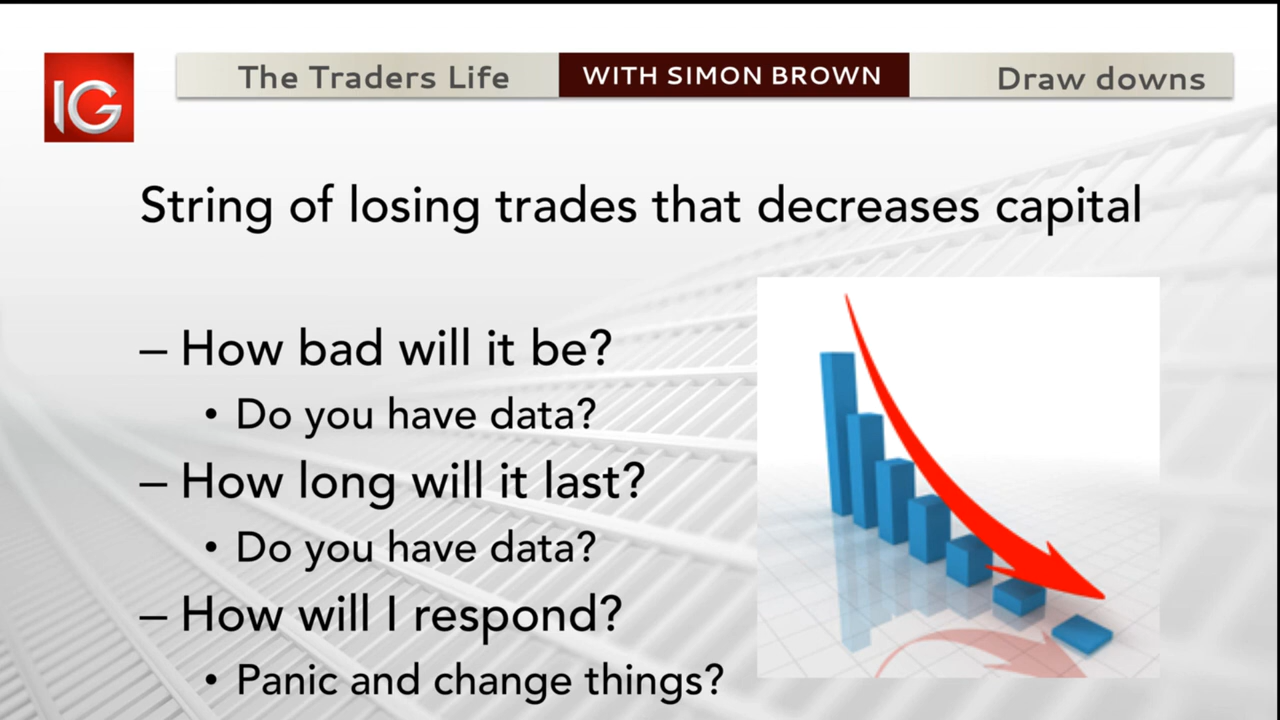 IG
The Traders Life
WITH SIMON BROWN
Draw downs
String of losing trades that decreases capital
– How bad will it be?
• Do you have data?
– How long will it last?
• Do you have data?
– How will I respond?
• Panic and change things?